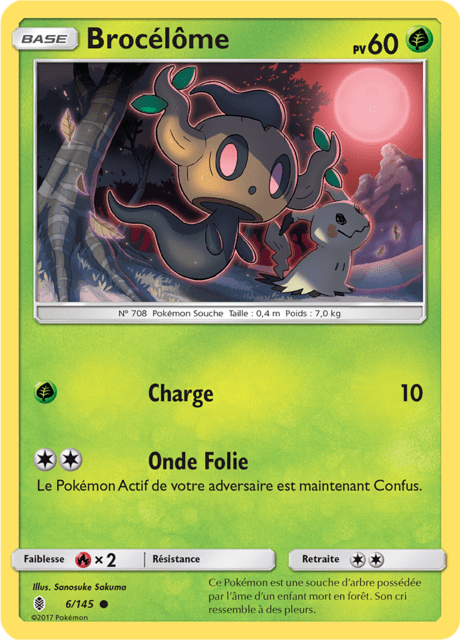 BASE Brocélôme PV60
N° 708 Pokémon Souche Taille : 0,4 m Poids : 7,0 kg
Charge 10
Onde Folie
Le Pokémon Actif de votre adversaire est maintenant Confus.
Faiblesse × 2 Résistance Retraite
Illus. Sanosuke Sakuma
6/145
©2017 Pokémon
Ce Pokémon est une souche d'arbre possédée
par l'âme d'un enfant mort en forêt. Son cri
ressemble à des pleurs.